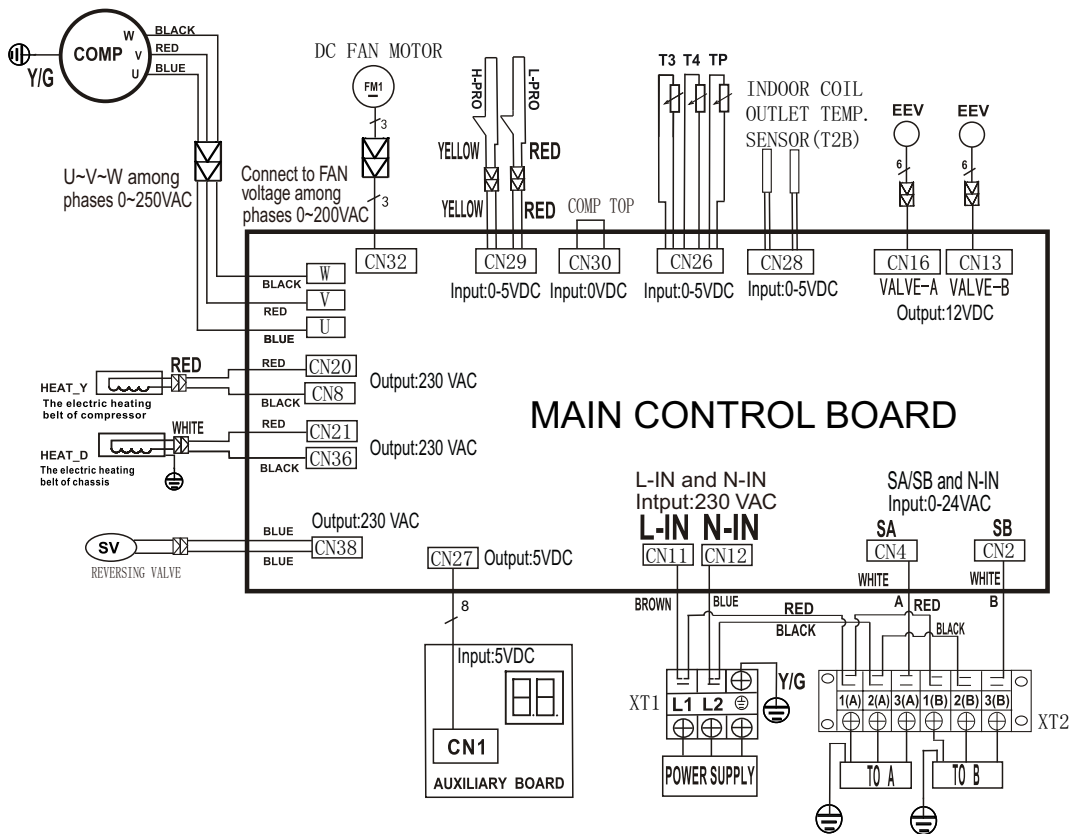 COMP
W
V
U
BLACK
RED
BLUE
Y/G
U~V~W among
phases 0~250VAC
DC FAN MOTOR
FM1
3
3
Connect to FAN
voltage among
phases 0~200VAC
H-PRO
L-PRO
YELLOW
RED
YELLOW
RED
COMP TOP
T3 T4 TP
INDOOR COIL
OUTLET TEMP.
SENSOR(T2B)
EEV
EEV
6
6
CN32
CN29
CN30
CN26
CN28
CN16
CN13
Input:0-5VDC
Input:0VDC
Input:0-5VDC
Input:0-5VDC
VALVE-A
VALVE-B
Output:12VDC
BLACK
W
RED
V
BLUE
U
RED
RED
CN20
Output:230 VAC
BLACK
CN8
HEAT_Y
The electric heating
belt of compressor
WHITE
RED
CN21
Output:230 VAC
BLACK
CN36
HEAT_D
The electric heating
belt of chassis
MAIN CONTROL BOARD
SV
REVERSING VALVE
BLUE
BLUE
Output:230 VAC
CN38
CN27
Output:5VDC
8
L-IN and N-IN
Intput:230 VAC
L-IN N-IN
CN11
CN12
SA/SB and N-IN
Input:0-24VAC
SA
SB
CN4
CN2
WHITE
WHITE
BROWN
BLUE
RED
BLACK
A
RED
B
BLACK
Input:5VDC
CN1
AUXILIARY BOARD
XT1
L1 L2
Y/G
POWER SUPPLY
1(A) 2(A) 3(A) 1(B) 2(B) 3(B)
XT2
TO A
TO B